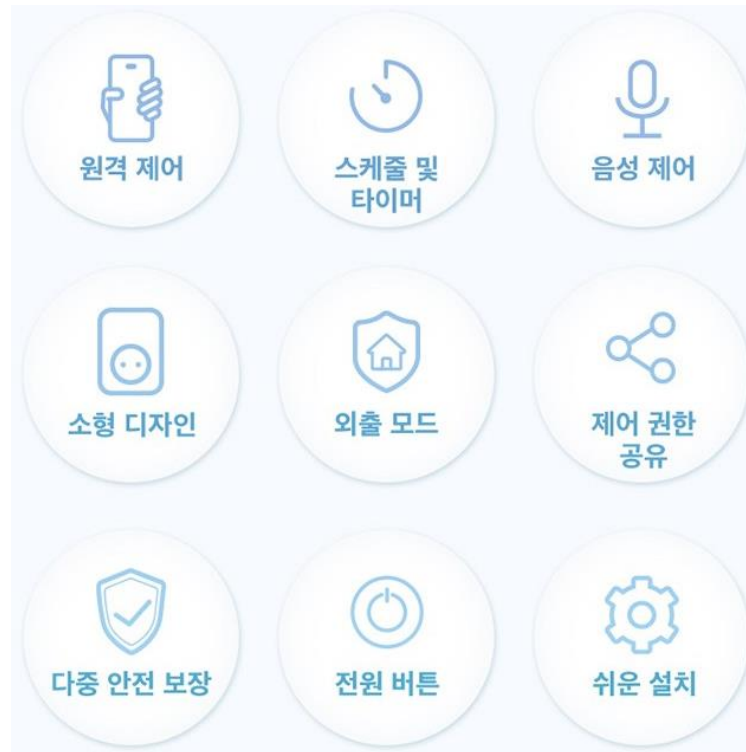 원격 제어
스케줄 및
타이머
음성 제어
소형 디자인
외출 모드
제어 권한
공유
다중 안전 보장
전원 버튼
쉬운 설치